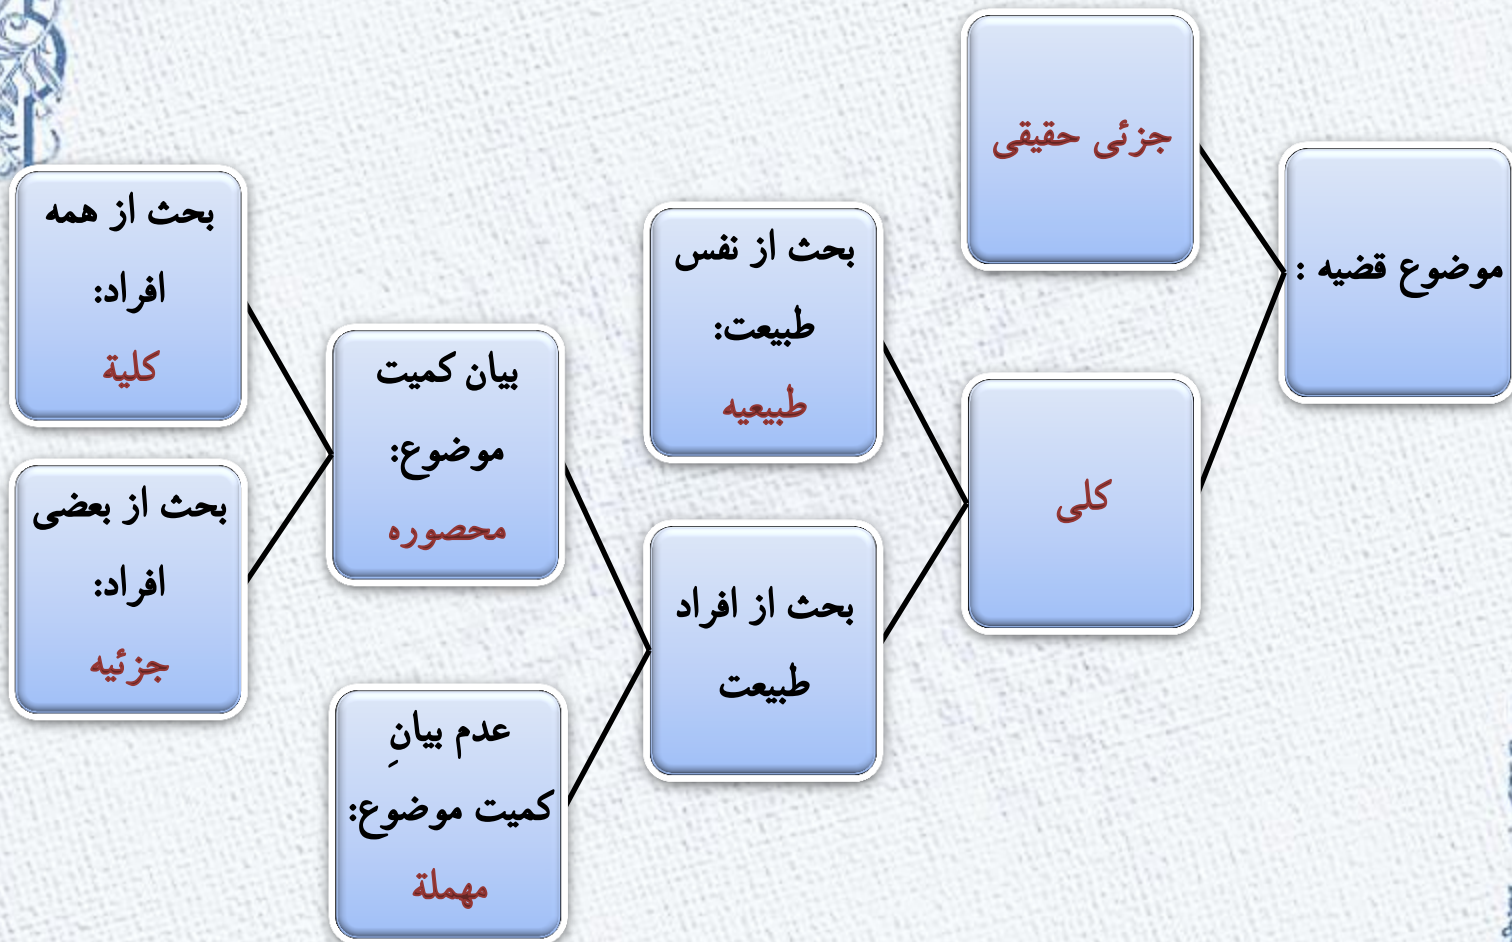 موضوع قضیه :
جزئی حقیقی
کلی
بحث از نفس
طبیعت:
طبیعیه
بحث از افراد
طبیعت
بیان کمیت
موضوع:
محصوره
عدم بیانِ
کمیت موضوع:
مهملة
بحث از همه
افراد:
کلیة
بحث از بعضی
افراد:
جزئیه